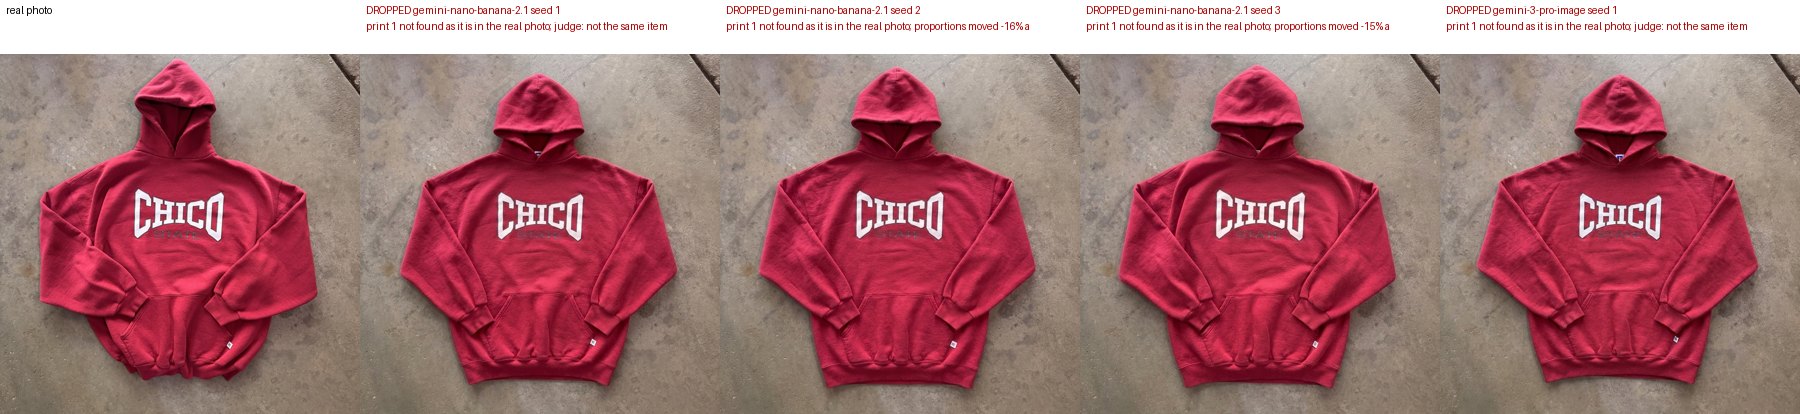 real photo
DROPPED gemini-nano-banana-2.1 seed 1
print 1 not found as it is in the real photo; judge: not the same item
DROPPED gemini-nano-banana-2.1 seed 2
print 1 not found as it is in the real photo; proportions moved -16% a
DROPPED gemini-nano-banana-2.1 seed 3
print 1 not found as it is in the real photo; proportions moved -15% a
DROPPED gemini-3-pro-image seed 1
print 1 not found as it is in the real photo; judge: not the same item
CHICO
CHICO
CHICO
CHICO
CHICO